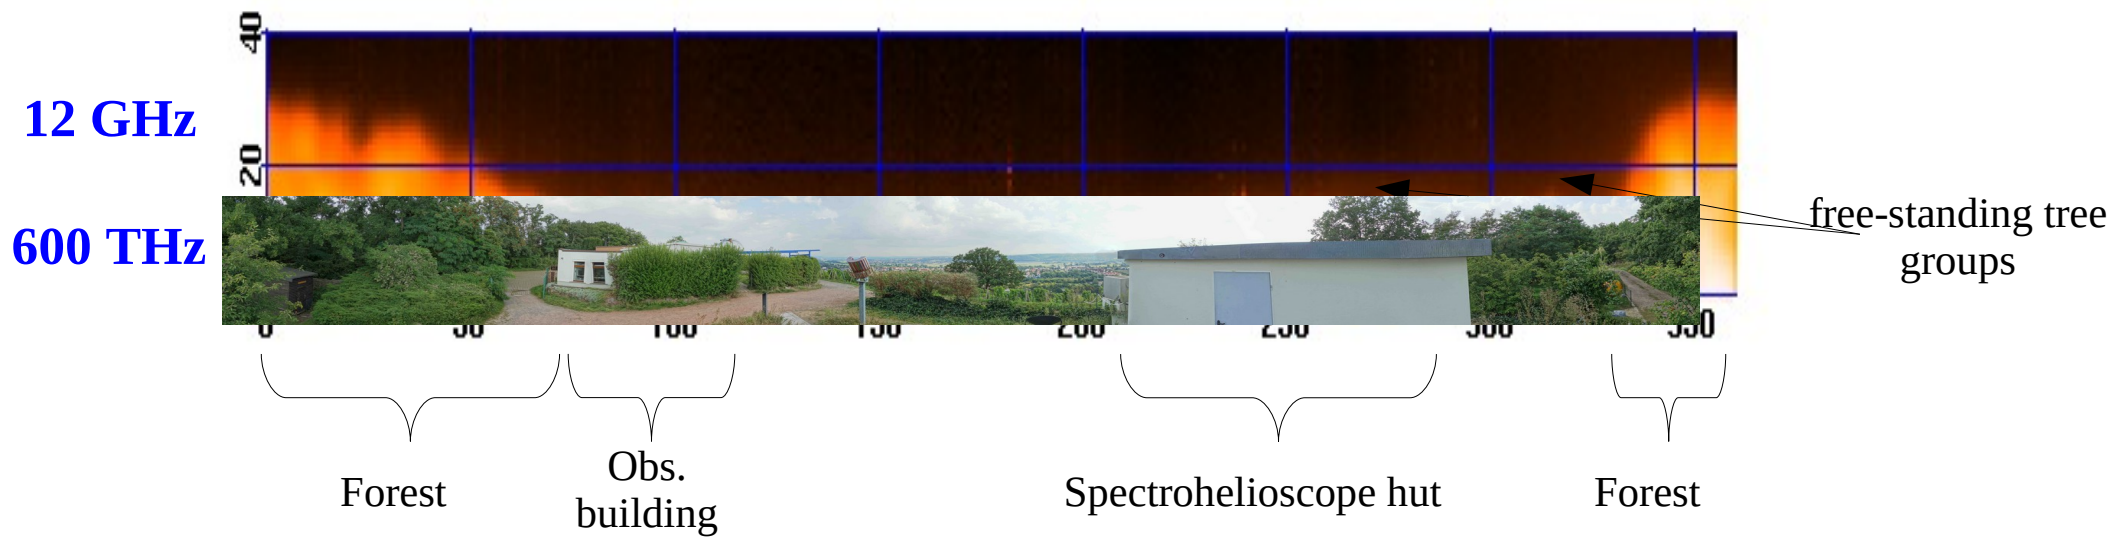 40
12 GHz
20
600 THz
free-standing tree
groups
0 50 100 150 200 250 300 350
Forest
Obs.
building
Spectrohelioscope hut
Forest